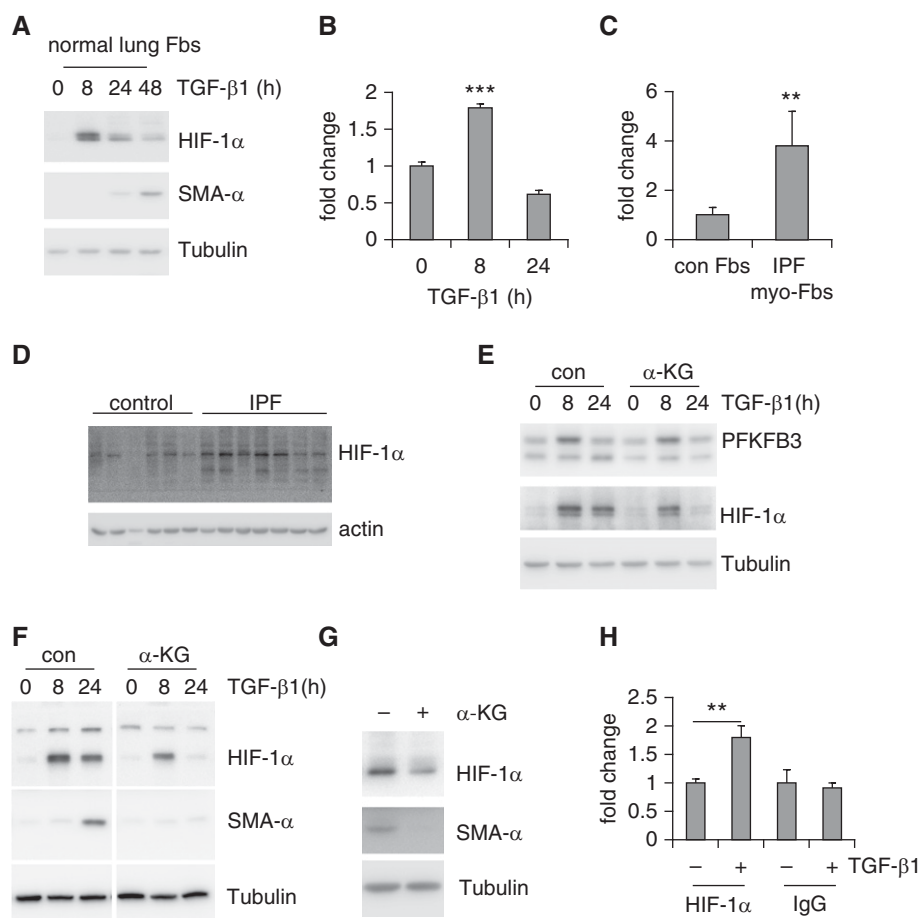 A
normal lung Fbs
0 8 24 48 TGF-β1 (h)
HIF-1α
SMA-α
Tubulin
B
fold change
2
1.5
1
0.5
0
***
0 8 24
TGF-β1 (h)
C
fold change
6
4
2
0
**
con Fbs IPF
myo-Fbs
D
control IPF
HIF-1α
actin
E
con α-KG
0 8 24 0 8 24 TGF-β1(h)
PFKFB3
HIF-1α
Tubulin
F
con α-KG
0 8 24 0 8 24 TGF-β1(h)
HIF-1α
SMA-α
Tubulin
G
– + α-KG
HIF-1α
SMA-α
Tubulin
H
fold change
2.5
2
1.5
1
0.5
0
**
– + – + TGF-β1
HIF-1α IgG